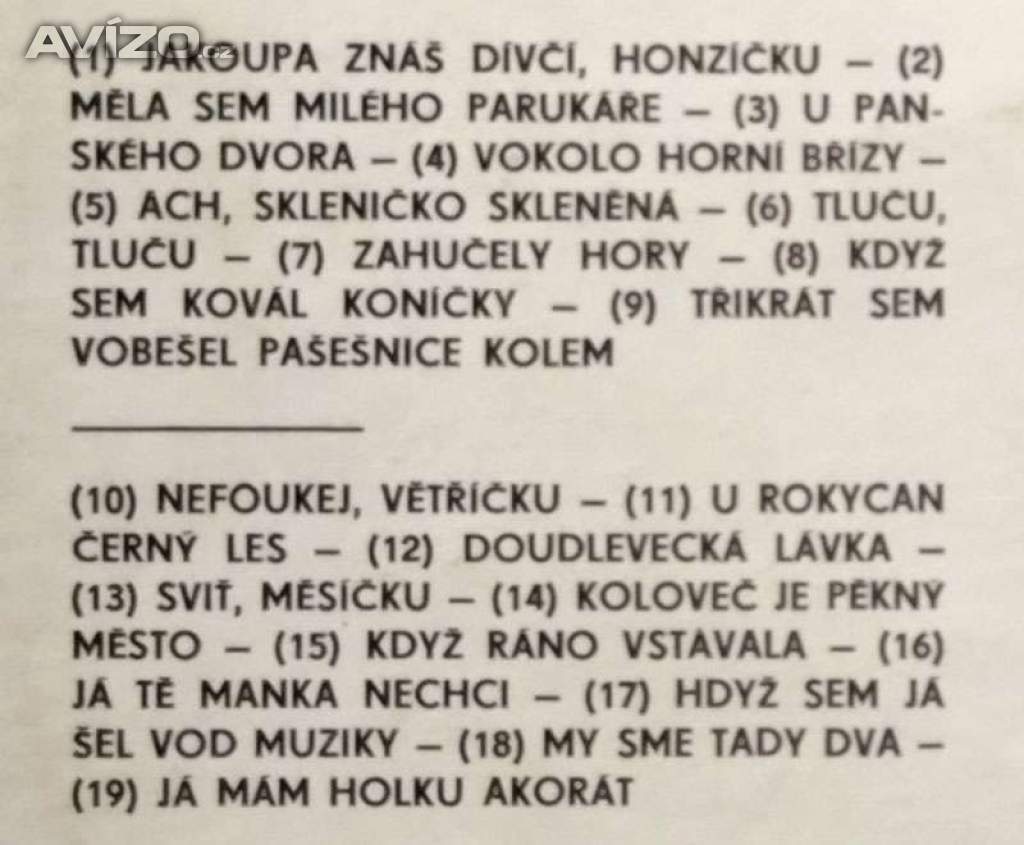 AVÍZO.cz
(1) JAKOUPA ZNÁŠ DÍVČÍ, HONZÍČKU – (2)
MĚLA SEM MILÉHO PARUKÁŘE – (3) U PAN-
SKÉHO DVORA – (4) VOKOLO HORNÍ BŘÍZY –
(5) ACH, SKLENIČKO SKLENĚNÁ – (6) TLUČU,
TLUČU – (7) ZAHUČELY HORY – (8) KDYŽ
SEM KOVÁL KONÍČKY – (9) TŘIKRÁT SEM
VOBEŠEL PAŠEŠNICE KOLEM
(10) NEFOUKEJ, VĚTŘÍČKU – (11) U ROKYCAN
ČERNÝ LES – (12) DOUDLEVECKÁ LÁVKA –
(13) SVIŤ, MĚSÍČKU – (14) KOLOVEČ JE PĚKNÝ
MĚSTO – (15) KDYŽ RÁNO VSTÁVALA – (16)
JÁ TĚ MANKA NECHCI – (17) HDYŽ SEM JÁ
ŠEL VOD MUZIKY – (18) MY SME TADY DVA –
(19) JÁ MÁM HOLKU AKORÁT